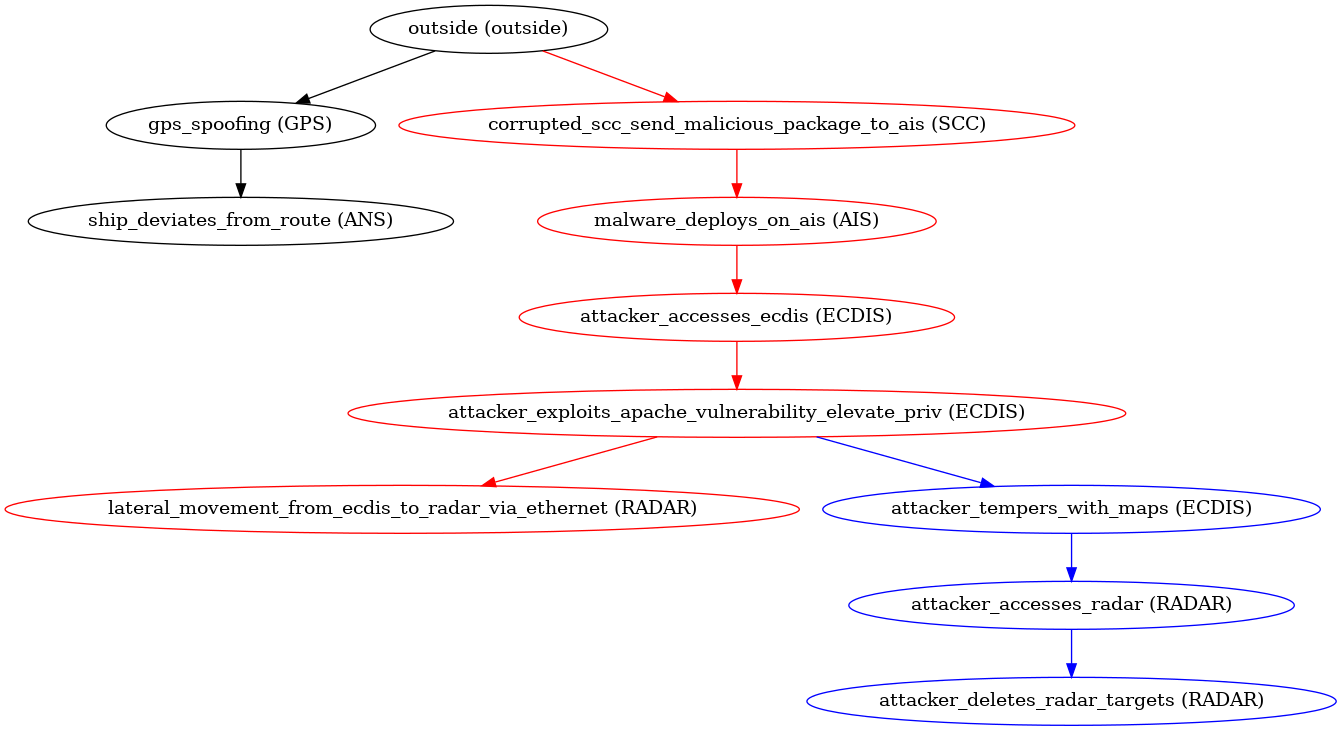 outside (outside)
gps_spoofing (GPS)
corrupted_scc_send_malicious_package_to_ais (SCC)
ship_deviates_from_route (ANS)
malware_deploys_on_ais (AIS)
attacker_accesses_ecdis (ECDIS)
attacker_exploits_apache_vulnerability_elevate_priv (ECDIS)
lateral_movement_from_ecdis_to_radar_via_ethernet (RADAR)
attacker_tempers_with_maps (ECDIS)
attacker_accesses_radar (RADAR)
attacker_deletes_radar_targets (RADAR)